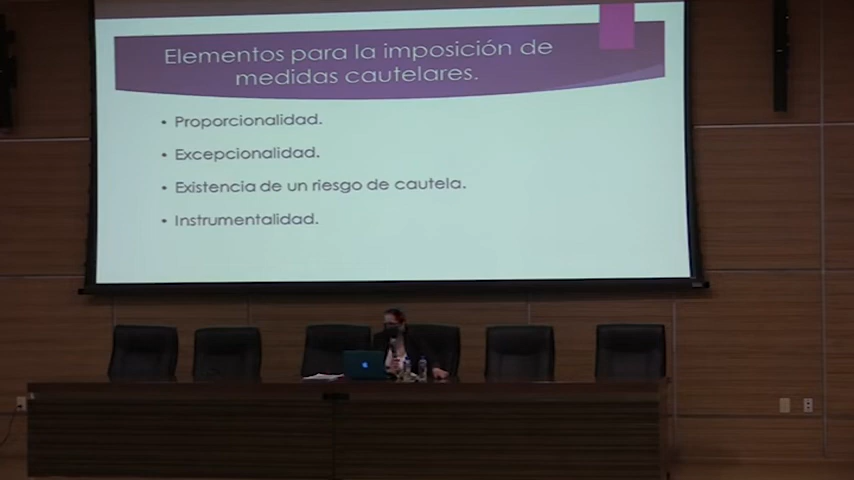 Elementos para la imposición de
medidas cautelares.
• Proporcionalidad.
• Excepcionalidad.
• Existencia de un riesgo de cautela.
• Instrumentalidad.